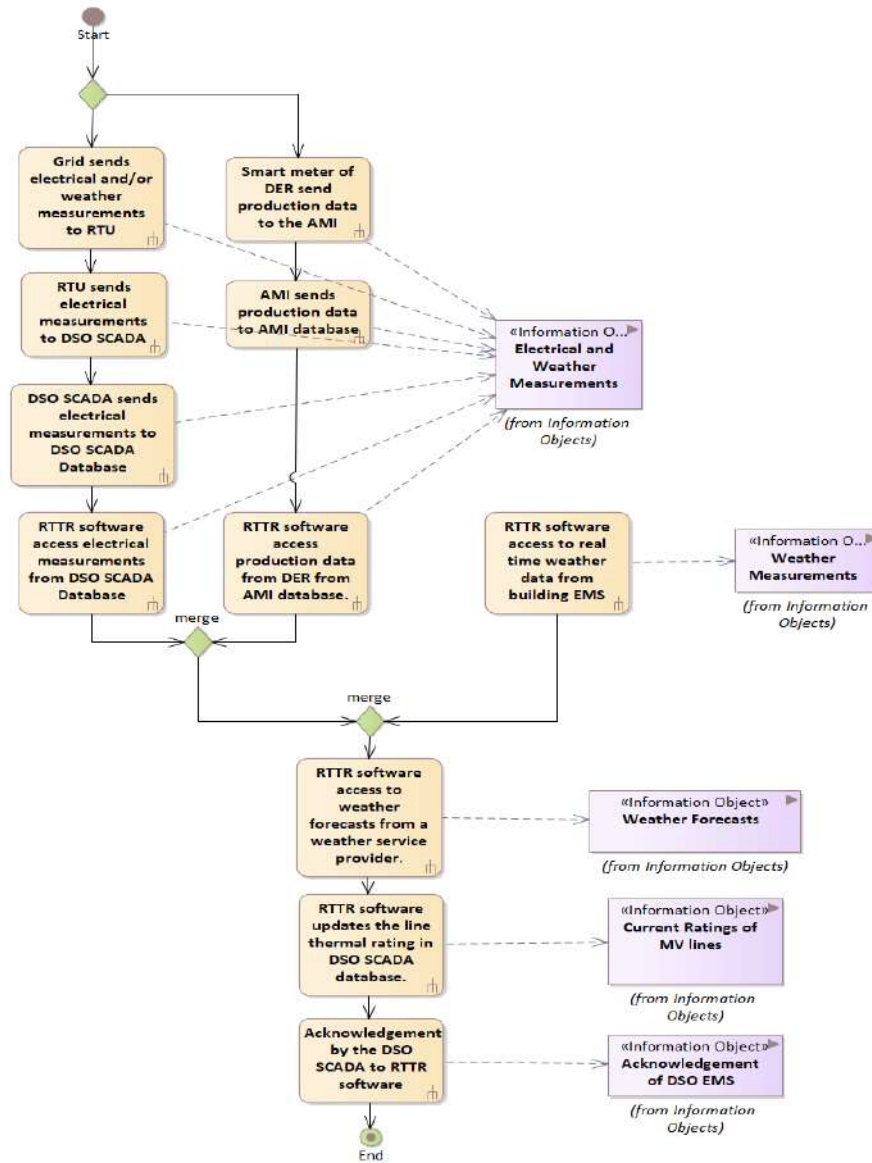 Start
Grid sends
electrical and/or
weather
measurements
to RTU
Smart meter of
DER send
production data
to the AMI
RTU sends
electrical
measurements
to DSO SCADA
AMI sends
production data
to AMI database
«Information O...
Electrical and
Weather
Measurements
(from Information
Objects)
DSO SCADA sends
electrical
measurements to
DSO SCADA
Database
RTTR software
access electrical
measurements
from DSO SCADA
Database
RTTR software
access
production data
from DER from
AMI database.
RTTR software
access to real
time weather
data from
building EMS
«Information O...
Weather
Measurements
(from Information
Objects)
merge
merge
RTTR software
access to
weather
forecasts from a
weather service
provider.
«Information Object»
Weather Forecasts
(from Information Objects)
RTTR software
updates the line
thermal rating in
DSO SCADA
database.
«Information Object»
Current Ratings of
MV lines
(from Information
Objects)
Acknowledgement
by the DSO
SCADA to RTTR
software
«Information Object»
Acknowledgement
of DSO EMS
(from Information
Objects)
End